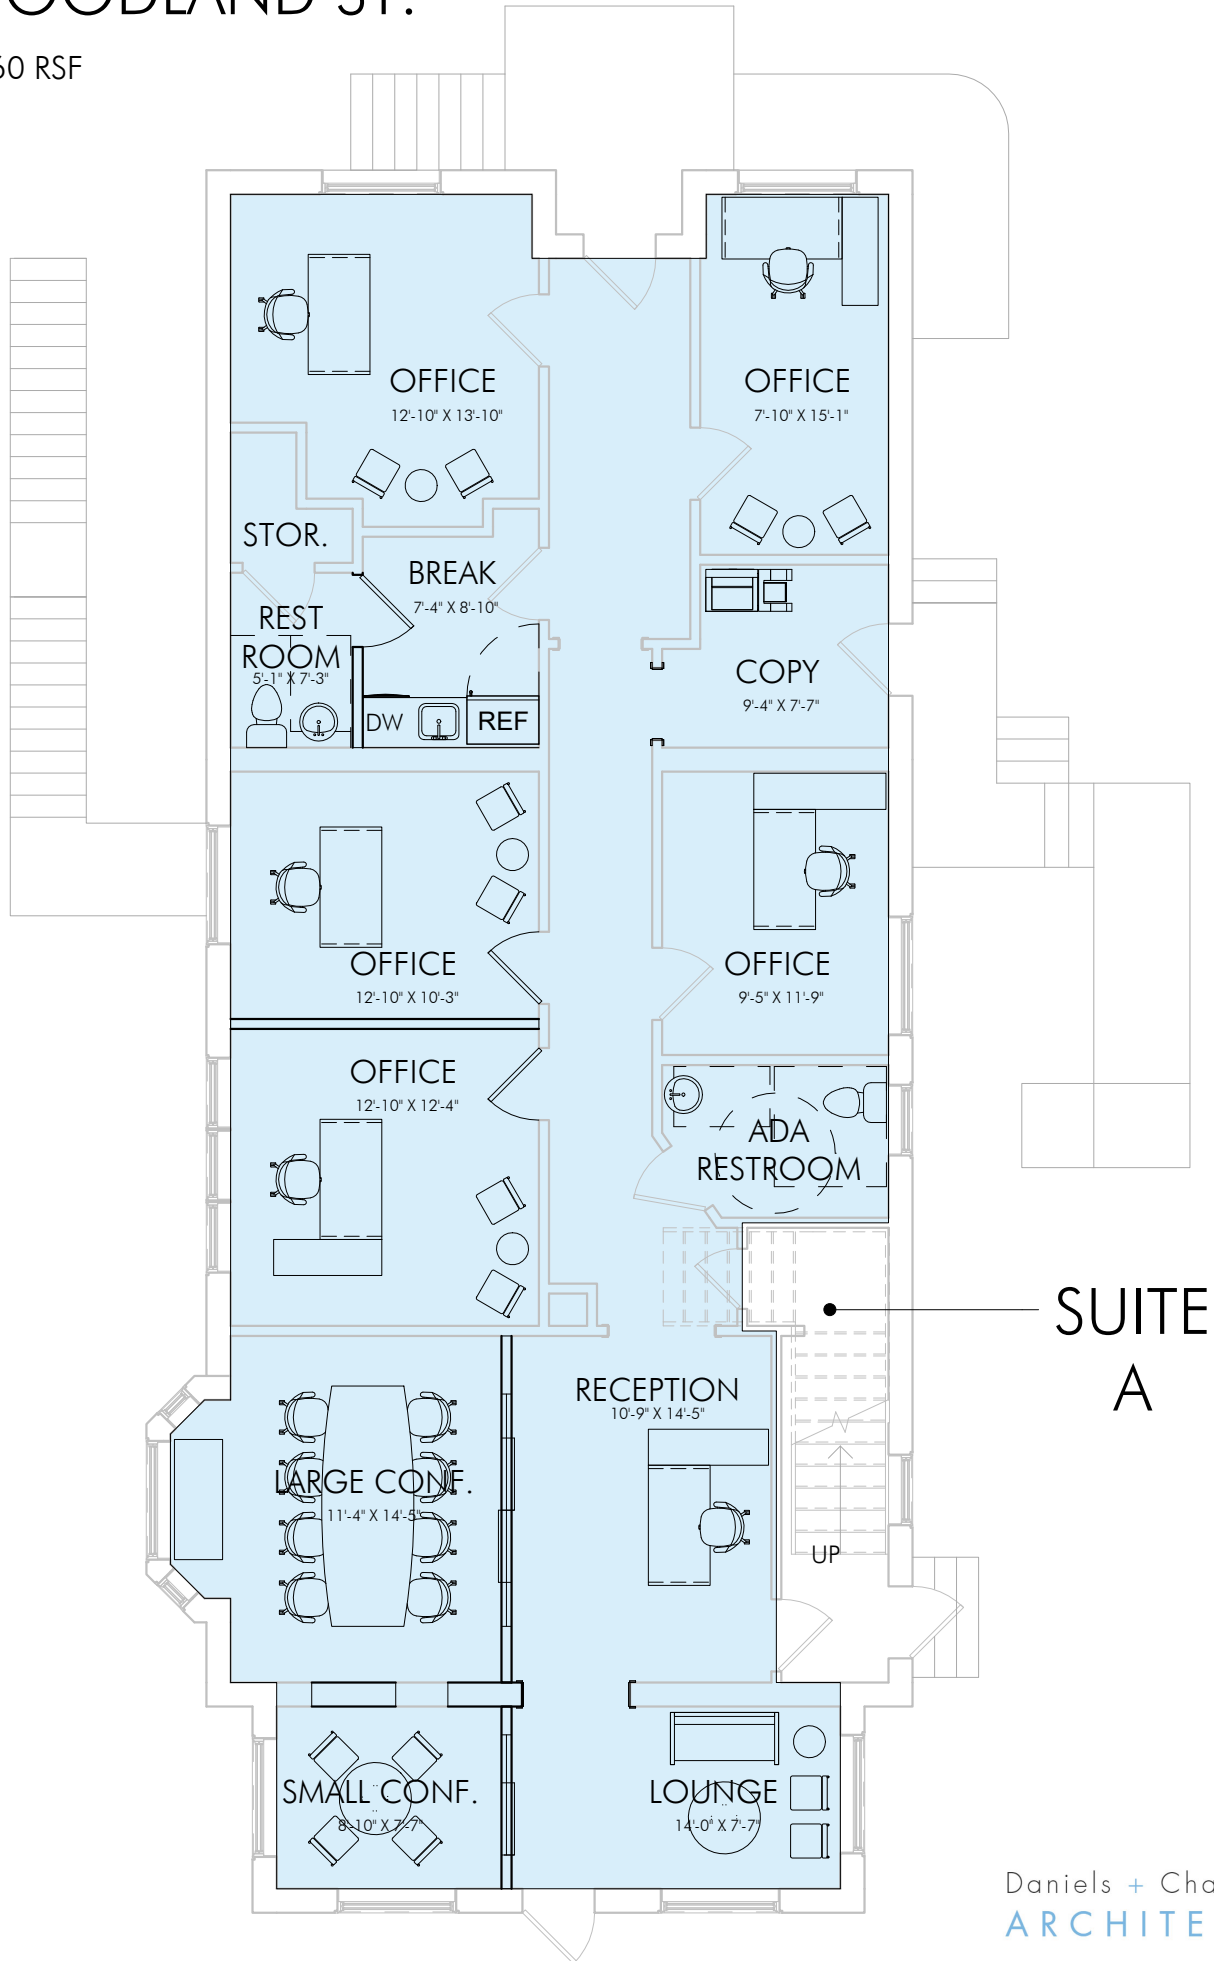 OODLAND ST.
60 RSF
OFFICE
12'-10" X 13'-10"
OFFICE
7'-10" X 15'-1"
STOR.
BREAK
7'-4" X 8'-10"
REST
ROOM
5'-1" X 7'-3"
COPY
9'-4" X 7'-7"
DW
REF
OFFICE
12'-10" X 10'-3"
OFFICE
9'-5" X 11'-9"
OFFICE
12'-10" X 12'-4"
ADA
RESTROOM
SUITE
A
RECEPTION
10'-9" X 14'-5"
LARGE CONF.
11'-4" X 14'-5"
UP
SMALL CONF.
8'-10" X 7'-7"
LOUNGE
14'-0" X 7'-7"
Daniels + Cha
ARCHITE